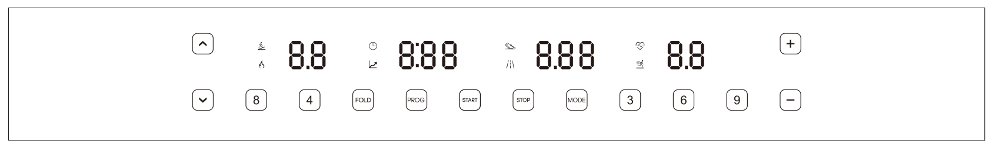 8.8 8:88 8.88 8.8 +
8 4 FOLD PROG. START STOP MODE 3 6 9 −